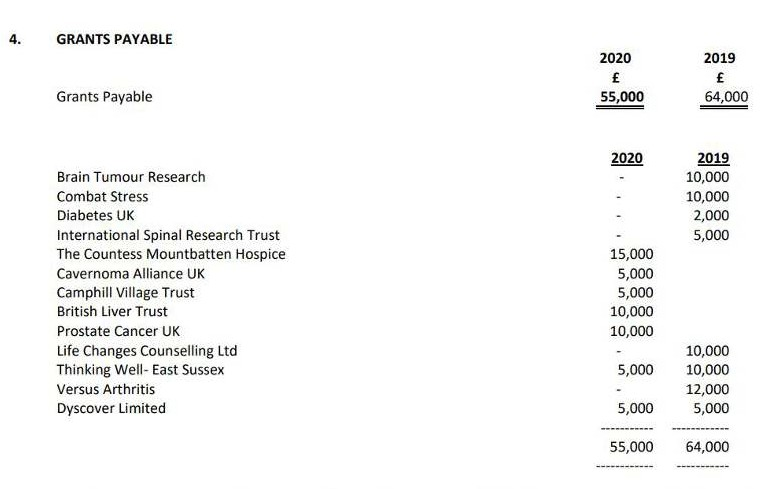 4. GRANTS PAYABLE
2020 2019
£ £
Grants Payable 55,000 64,000
2020 2019
Brain Tumour Research - 10,000
Combat Stress - 10,000
Diabetes UK - 2,000
International Spinal Research Trust - 5,000
The Countess Mountbatten Hospice 15,000
Cavernoma Alliance UK 5,000
Camphill Village Trust 5,000
British Liver Trust 10,000
Prostate Cancer UK 10,000
Life Changes Counselling Ltd - 10,000
Thinking Well- East Sussex 5,000 10,000
Versus Arthritis - 12,000
Dyscover Limited 5,000 5,000
----------- ------------
55,000 64,000
------------ -----------